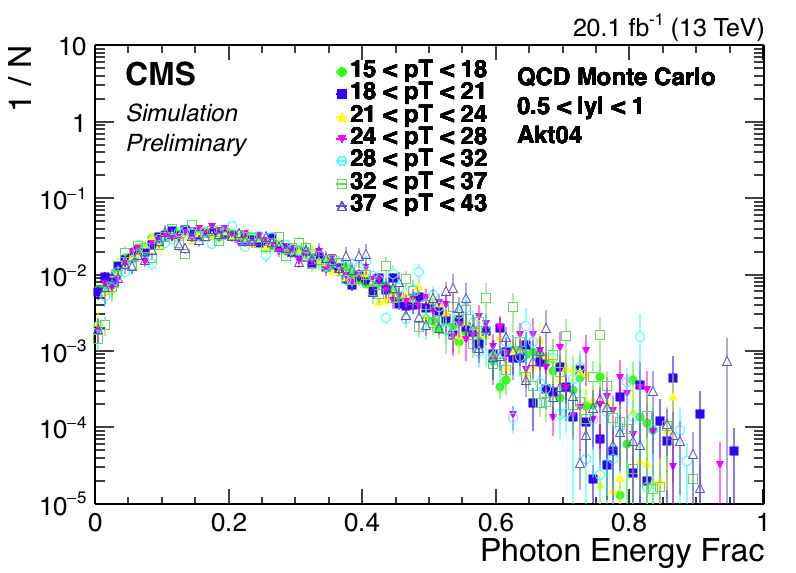 20.1 fb⁻¹ (13 TeV)
1 / N
CMS
Simulation
Preliminary
15 < pT < 18
18 < pT < 21
21 < pT < 24
24 < pT < 28
28 < pT < 32
32 < pT < 37
37 < pT < 43
QCD Monte Carlo
0.5 < |y| < 1
Akt04
10
1
10⁻¹
10⁻²
10⁻³
10⁻⁴
10⁻⁵
0 0.2 0.4 0.6 0.8 1
Photon Energy Frac